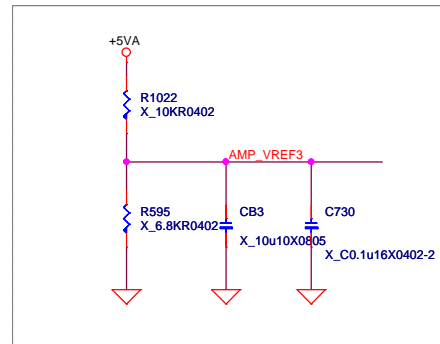 +5VA
R1022
X_10KR0402
AMP_VREF3
R595
X_6.8KR0402
CB3
X_10u10X0805
C730
X_C0.1u16X0402-2